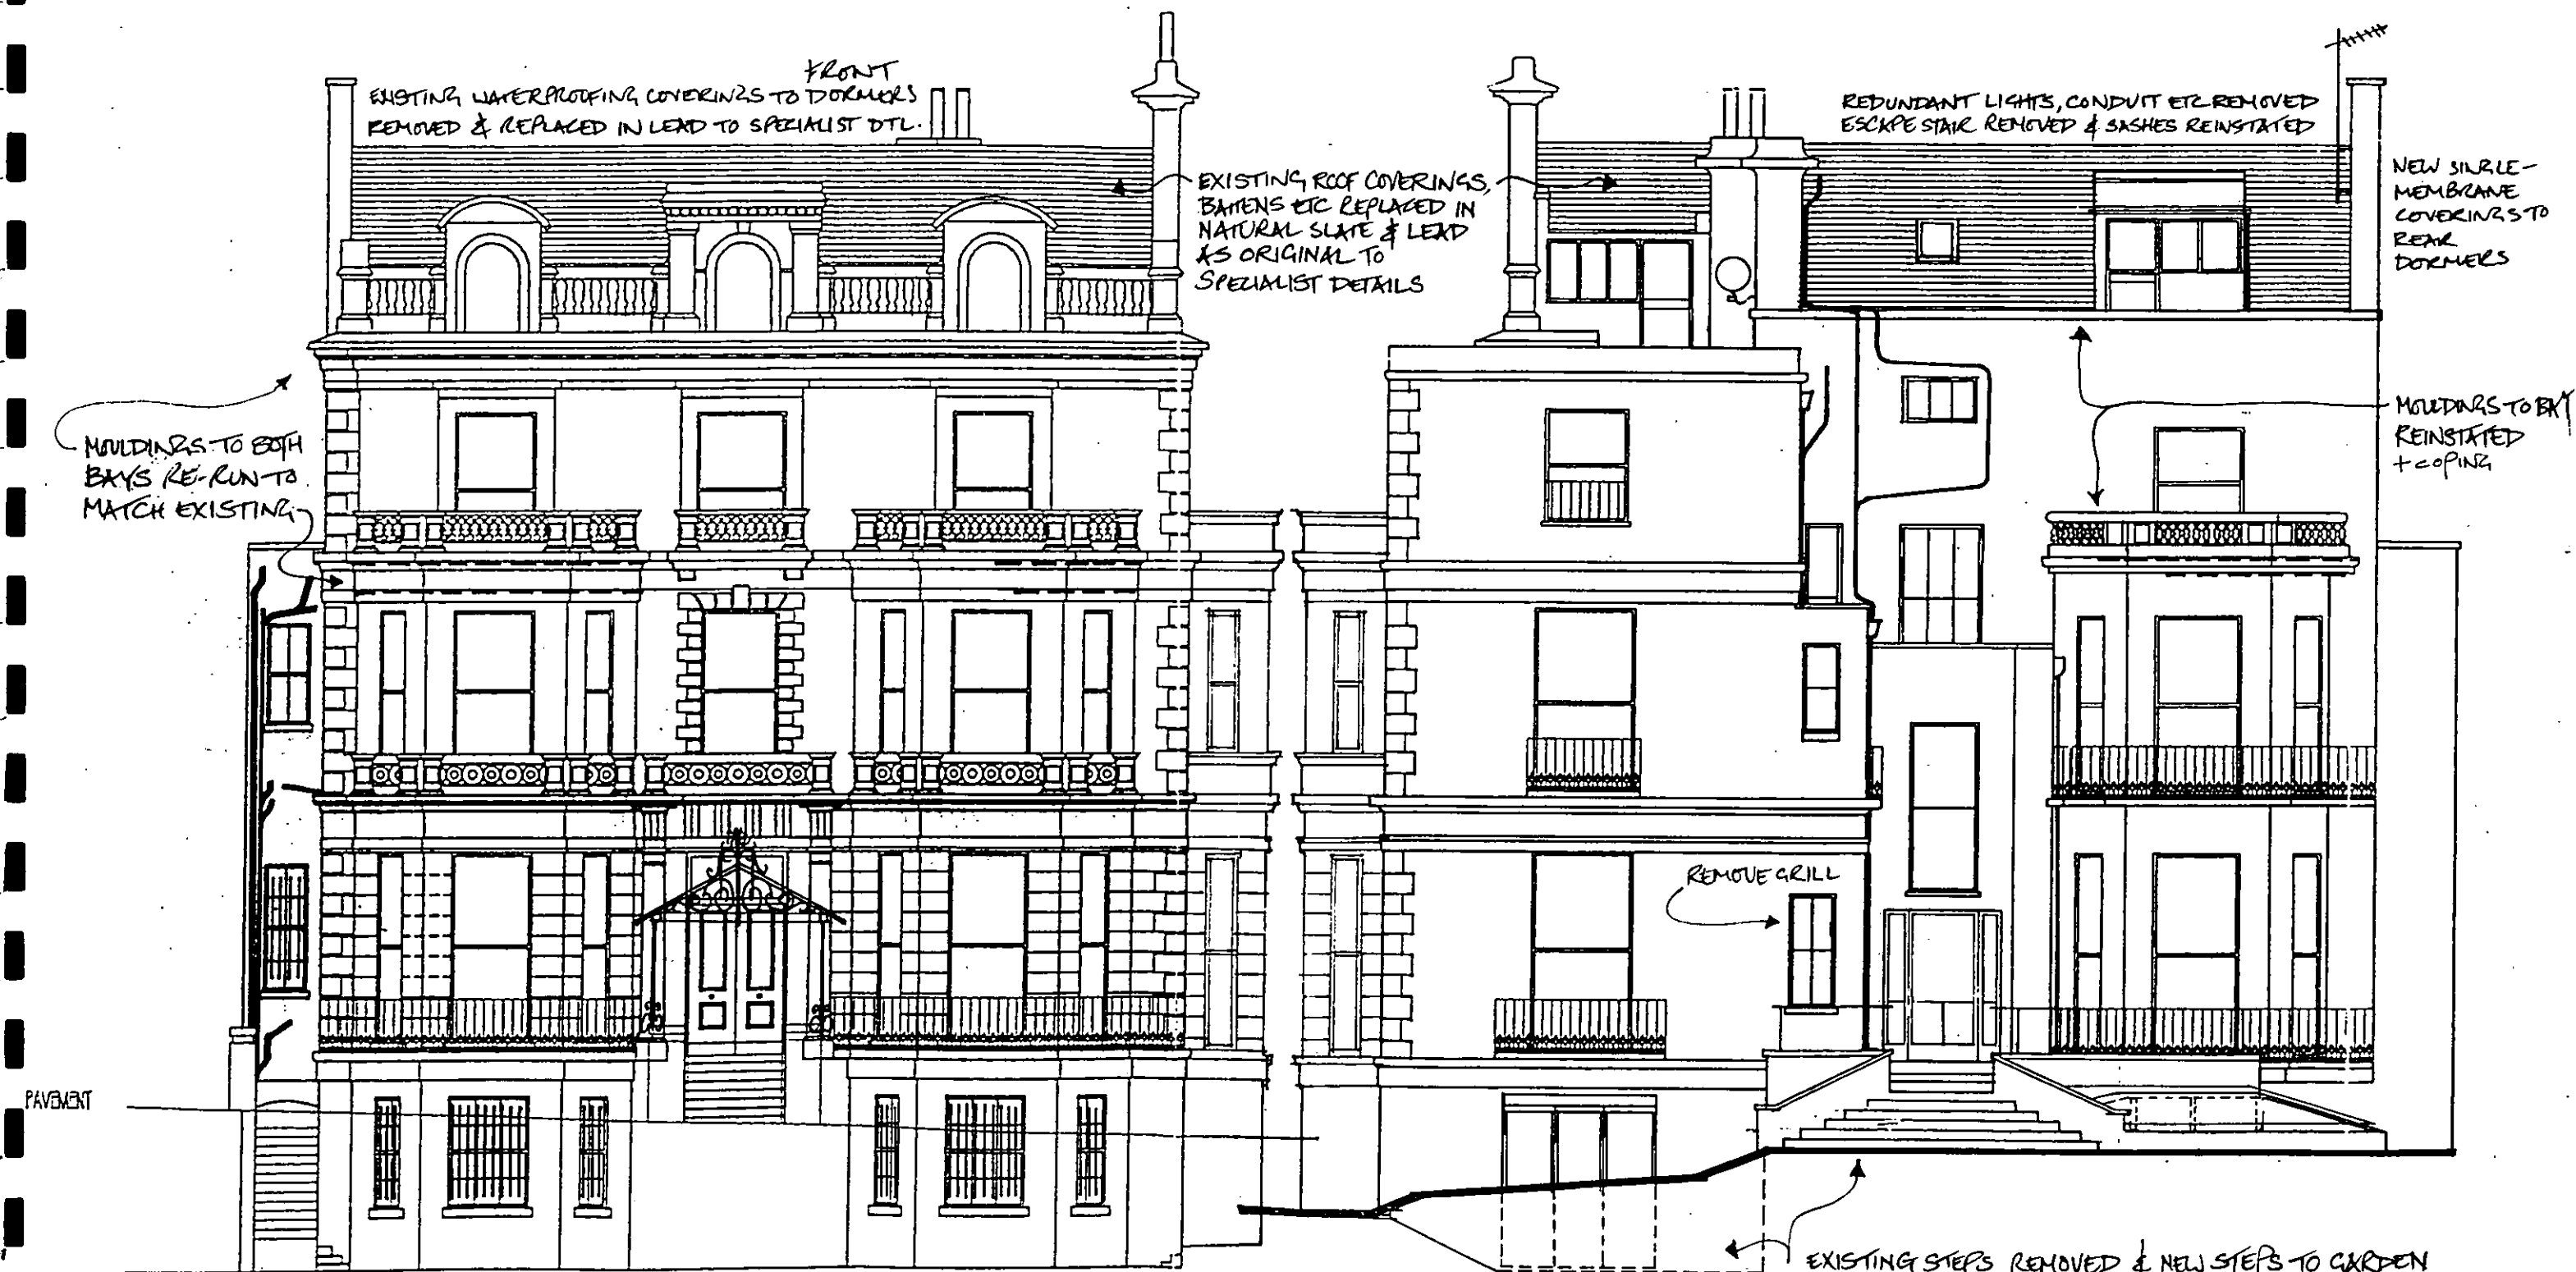 FRONT
EXISTING WATERPROOFING COVERINGS TO DORMERS
REMOVED & REPLACED IN LEAD TO SPECIALIST DTL.
REDUNDANT LIGHTS, CONDUIT ETC REMOVED
ESCAPE STAIR REMOVED & SASHES REINSTATED
EXISTING ROOF COVERINGS,
BATTENS ETC REPLACED IN
NATURAL SLATE & LEAD
AS ORIGINAL TO
SPECIALIST DETAILS
NEW SINGLE-
MEMBRANE
COVERINGS TO
REAR
DORMERS
MOULDINGS TO BOTH
BAYS RE-RUN TO
MATCH EXISTING
MOULDINGS TO BAY
REINSTATED
+ COPING
REMOVE GRILL
PAVEMENT
EXISTING STEPS REMOVED & NEW STEPS TO GARDEN